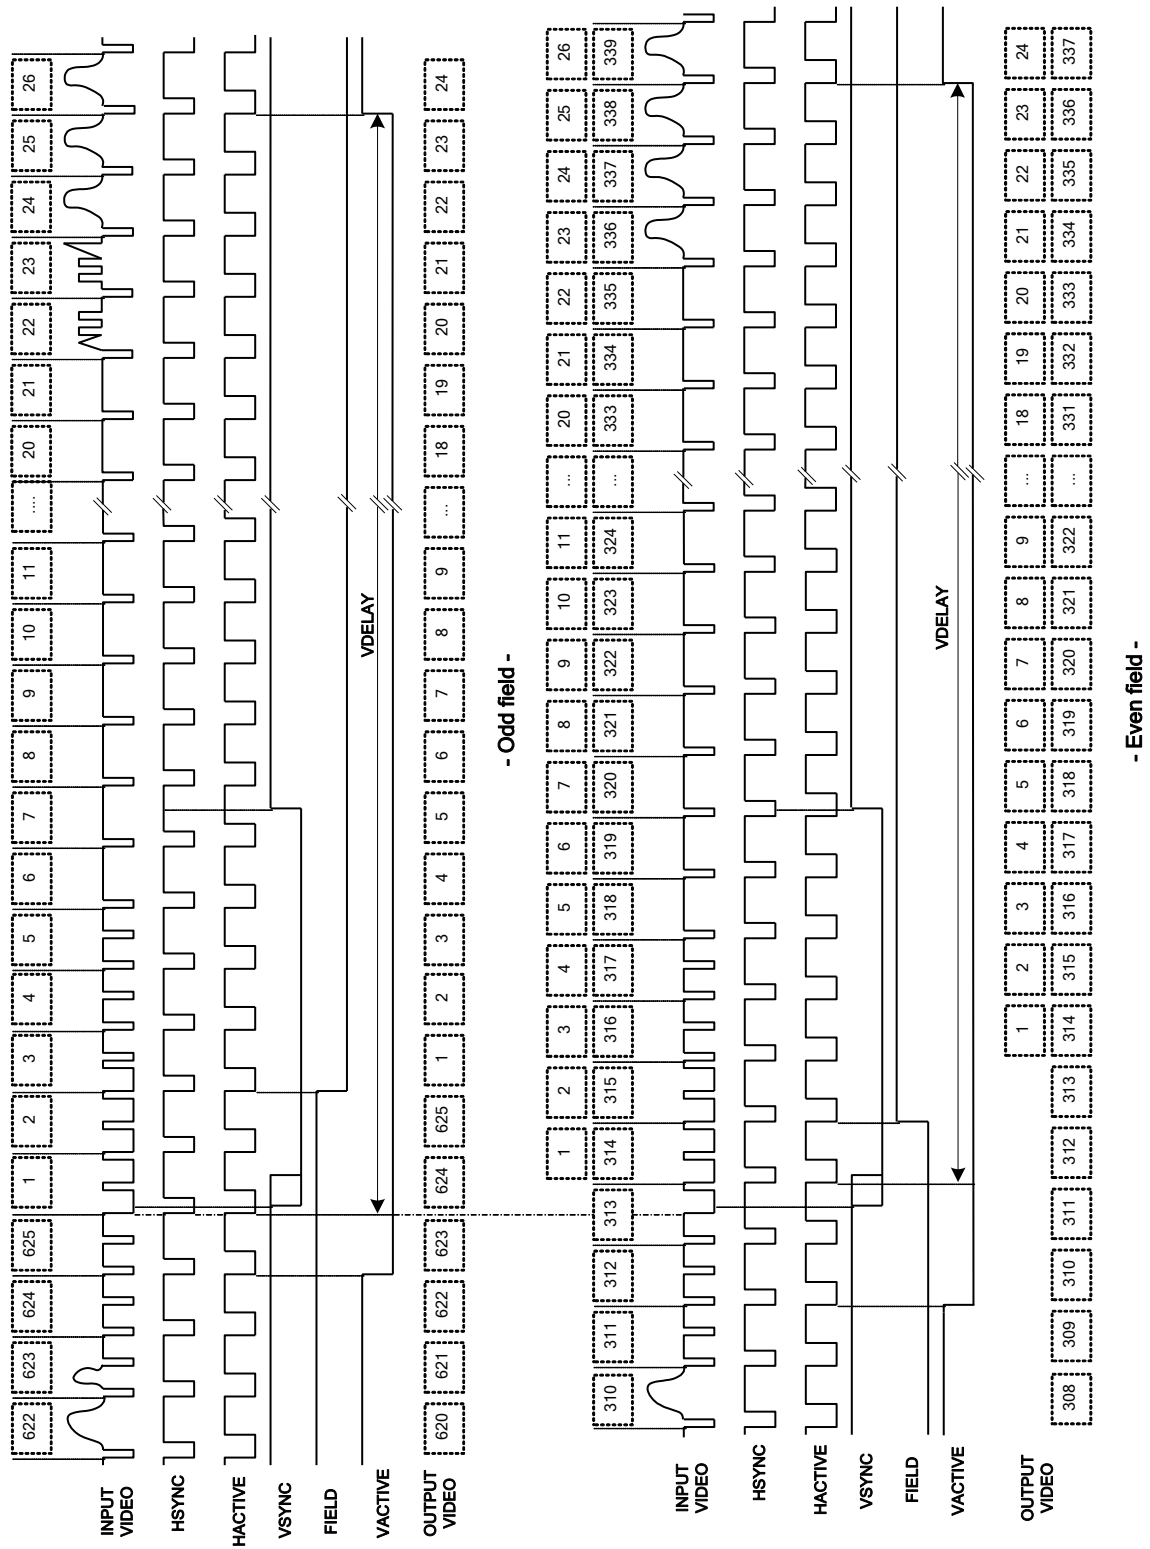 622 623 624 625 1 2 3 4 5 6 7 8 9 10 11 ..... 20 21 22 23 24 25 26
INPUT
VIDEO
HSYNC
HACTIVE
VSYNC
FIELD
VDELAY
VACTIVE
OUTPUT
VIDEO
620 621 622 623 624 625 1 2 3 4 5 6 7 8 9 ... 18 19 20 21 22 23 24
- Odd field -
1 2 3 4 5 6 7 8 9 10 11 ... 20 21 22 23 24 25 26
310 311 312 313 314 315 316 317 318 319 320 321 322 323 324 ... 333 334 335 336 337 338 339
INPUT
VIDEO
HSYNC
HACTIVE
VSYNC
FIELD
VDELAY
VACTIVE
OUTPUT
VIDEO
1 2 3 4 5 6 7 8 9 ... 18 19 20 21 22 23 24
308 309 310 311 312 313 314 315 316 317 318 319 320 321 322 ... 331 332 333 334 335 336 337
- Even field -